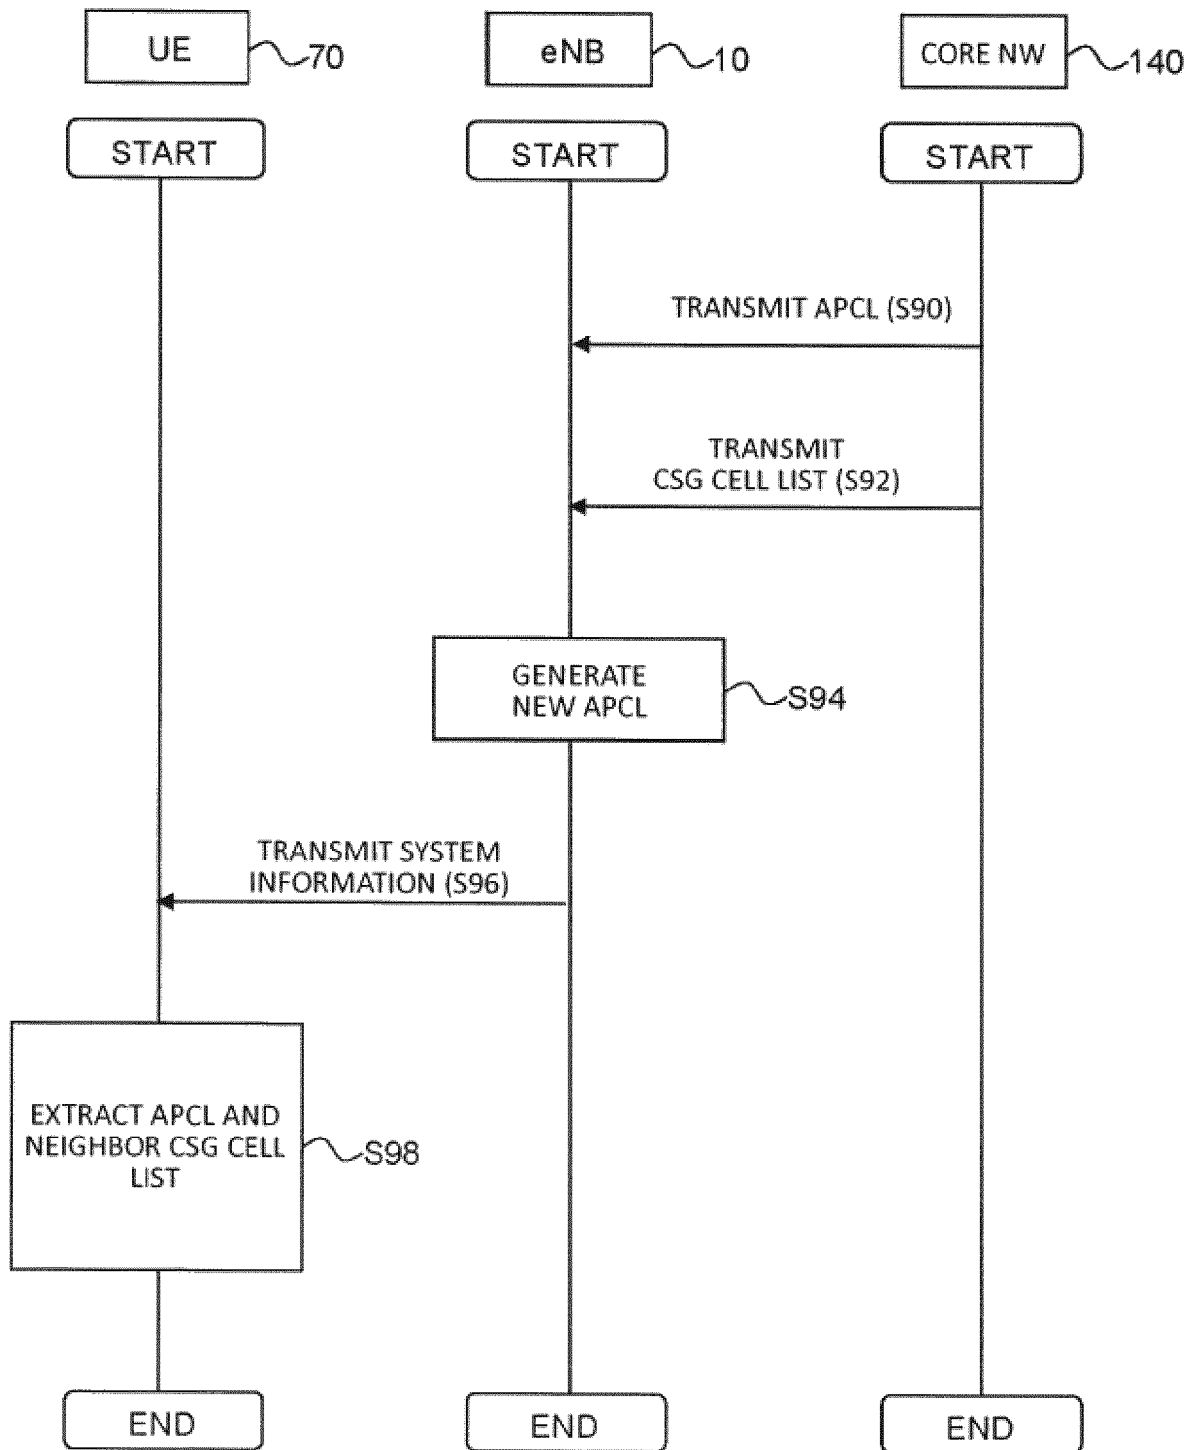 UE
70
eNB
10
CORE NW
140
START
START
START
TRANSMIT APCL (S90)
TRANSMIT
CSG CELL LIST (S92)
GENERATE
NEW APCL
S94
TRANSMIT SYSTEM
INFORMATION (S96)
EXTRACT APCL AND
NEIGHBOR CSG CELL
LIST
S98
END
END
END